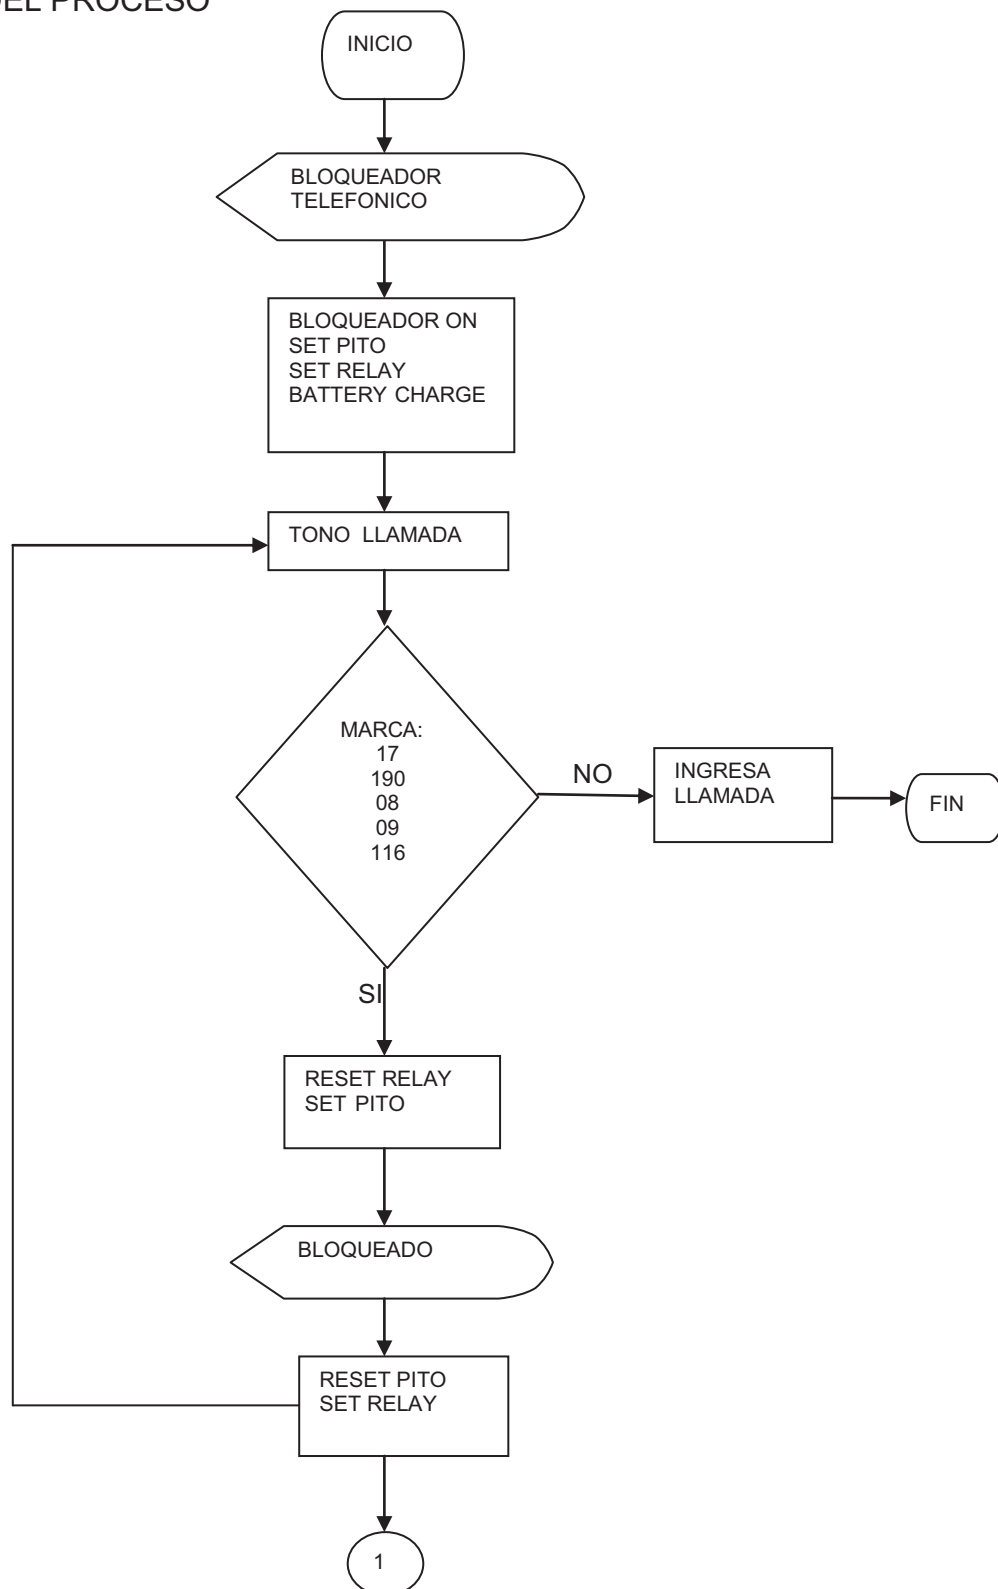 DEL PROCESO
INICIO
BLOQUEADOR
TELEFONICO
BLOQUEADOR ON
SET PITO
SET RELAY
BATTERY CHARGE
TONO LLAMADA
MARCA:
17
190
08
09
116
NO
INGRESA
LLAMADA
FIN
SI
RESET RELAY
SET PITO
BLOQUEADO
RESET PITO
SET RELAY
1